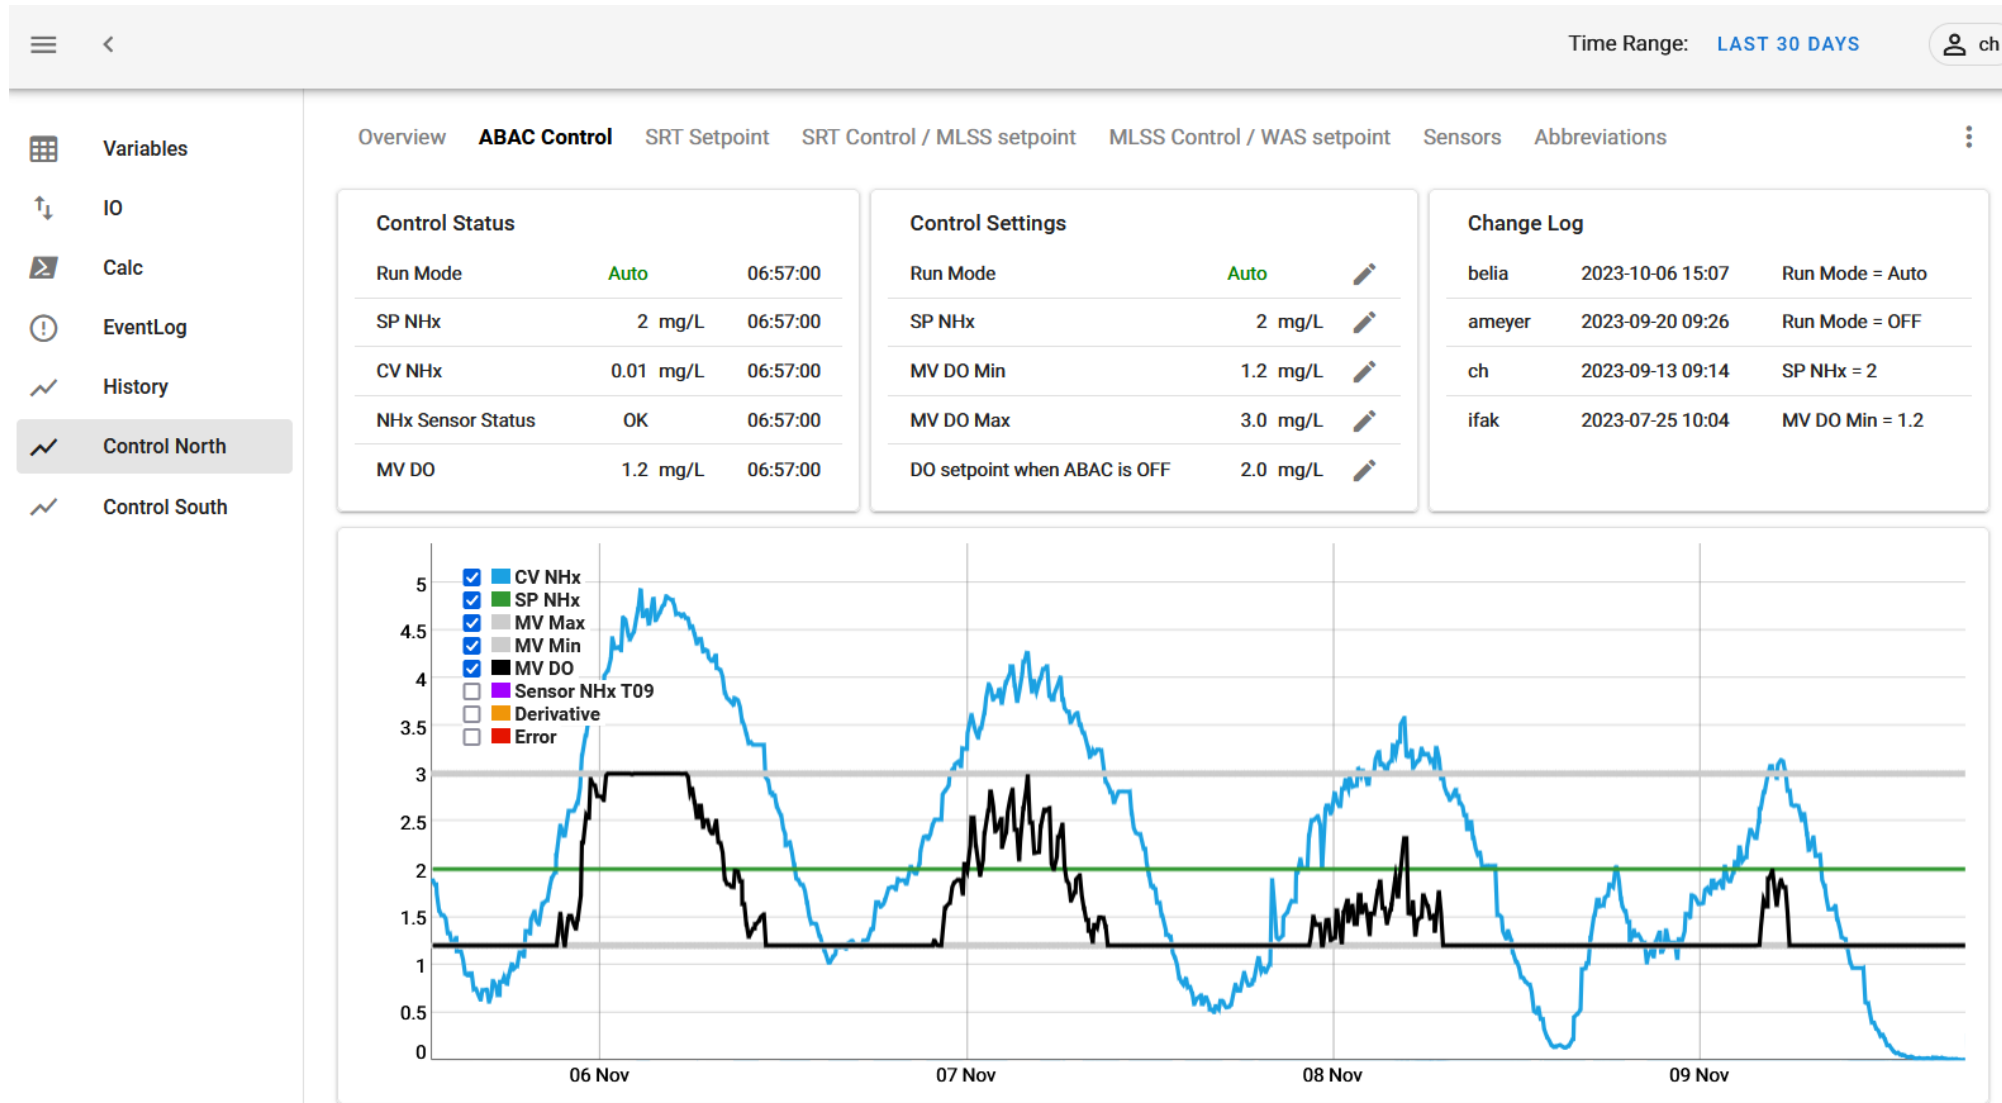 Time Range: LAST 30 DAYS ch
Variables
IO
Calc
EventLog
History
Control North
Control South
Overview ABAC Control SRT Setpoint SRT Control / MLSS setpoint MLSS Control / WAS setpoint Sensors Abbreviations
Control Status
Run Mode Auto 06:57:00
SP NHx 2 mg/L 06:57:00
CV NHx 0.01 mg/L 06:57:00
NHx Sensor Status OK 06:57:00
MV DO 1.2 mg/L 06:57:00
Control Settings
Run Mode Auto
SP NHx 2 mg/L
MV DO Min 1.2 mg/L
MV DO Max 3.0 mg/L
DO setpoint when ABAC is OFF 2.0 mg/L
Change Log
belia 2023-10-06 15:07 Run Mode = Auto
ameyer 2023-09-20 09:26 Run Mode = OFF
ch 2023-09-13 09:14 SP NHx = 2
ifak 2023-07-25 10:04 MV DO Min = 1.2
CV NHx
SP NHx
MV Max
MV Min
MV DO
Sensor NHx T09
Derivative
Error
5
4.5
4
3.5
3
2.5
2
1.5
1
0.5
0
06 Nov 07 Nov 08 Nov 09 Nov